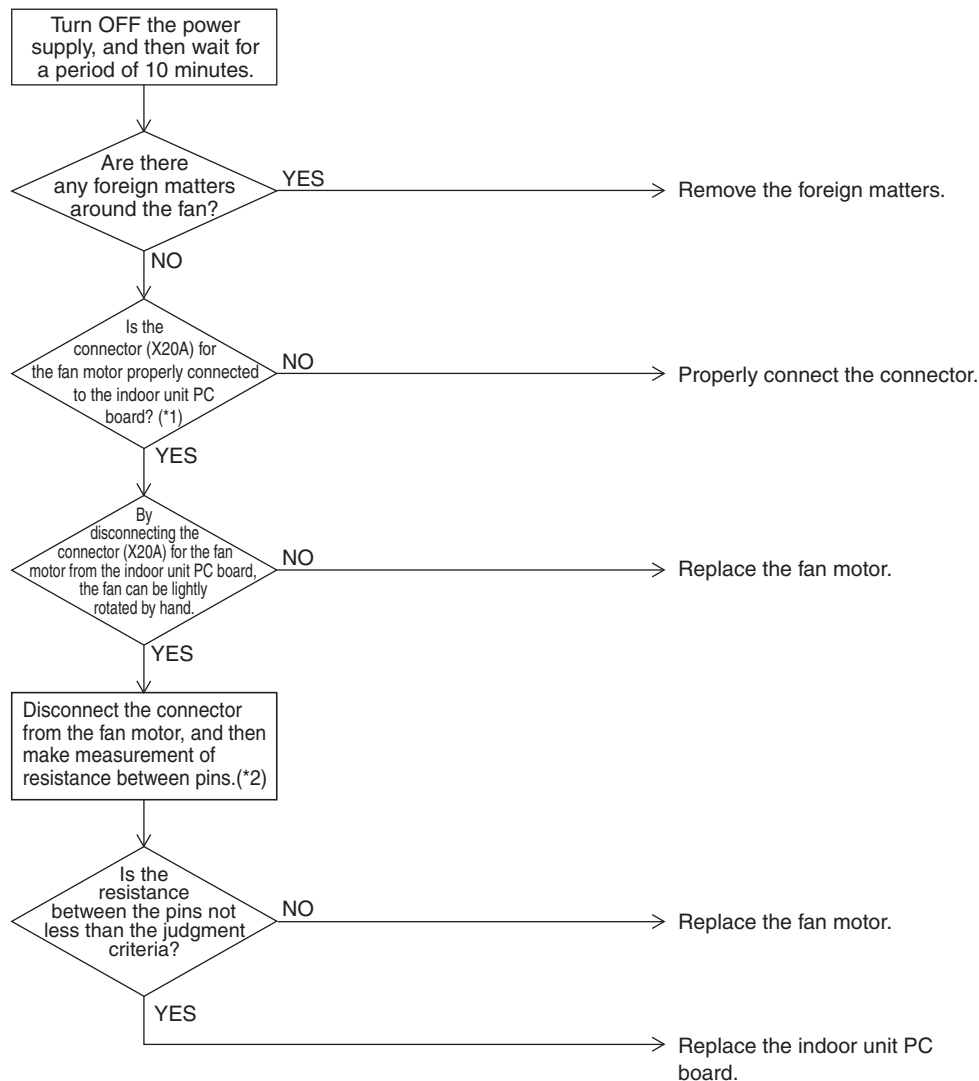 Turn OFF the power
supply, and then wait for
a period of 10 minutes.
Are there
any foreign matters
around the fan?
YES
Remove the foreign matters.
NO
Is the
connector (X20A) for
the fan motor properly connected
to the indoor unit PC
board? (*1)
NO
Properly connect the connector.
YES
By
disconnecting the
connector (X20A) for the fan
motor from the indoor unit PC board,
the fan can be lightly
rotated by hand.
NO
Replace the fan motor.
YES
Disconnect the connector
from the fan motor, and then
make measurement of
resistance between pins.(*2)
Is the
resistance
between the pins not
less than the judgment
criteria?
NO
Replace the fan motor.
YES
Replace the indoor unit PC
board.